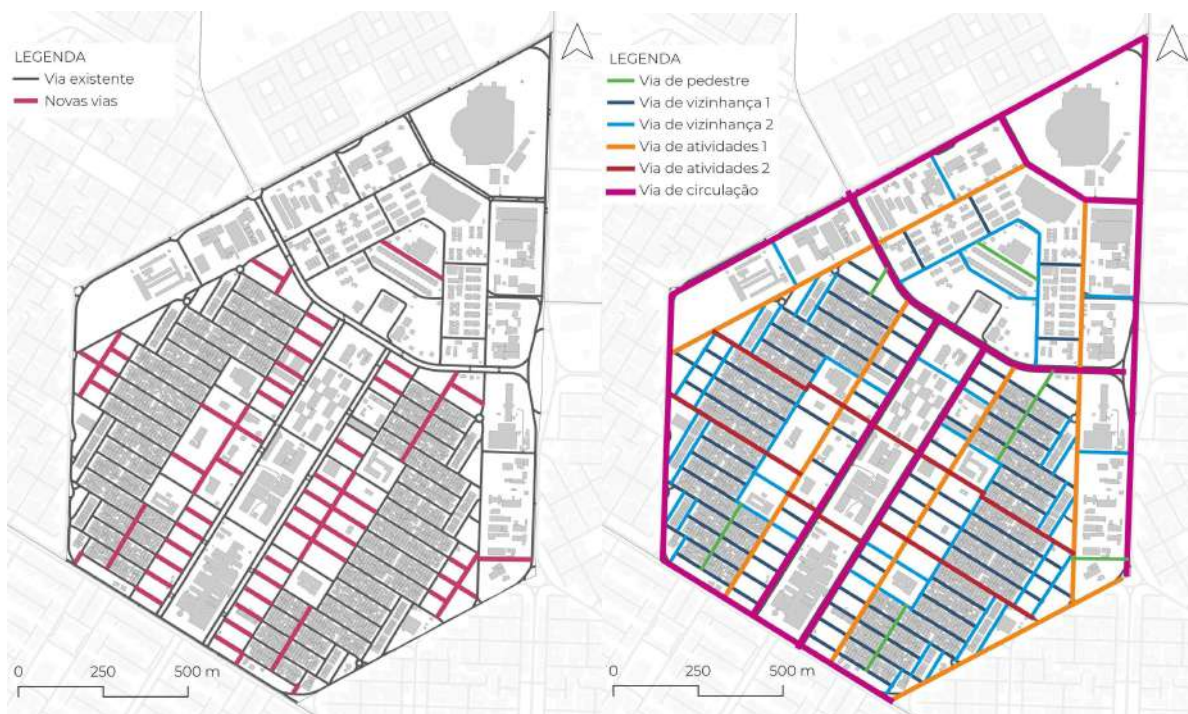 LEGENDA
Via existente
Novas vias
0 250 500 m
LEGENDA
Via de pedestre
Via de vizinhança 1
Via de vizinhança 2
Via de atividades 1
Via de atividades 2
Via de circulação
0 250 500 m